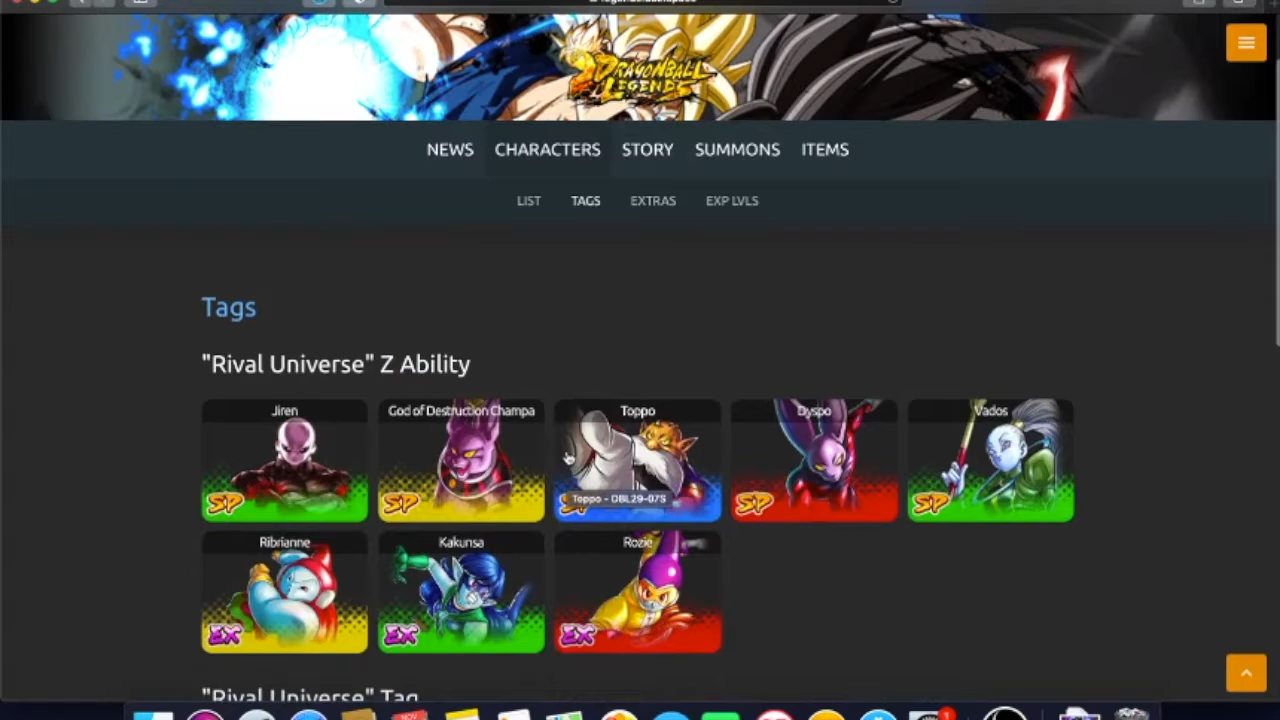 DRAGONBALL
LEGENDS
NEWS CHARACTERS STORY SUMMONS ITEMS
LIST TAGS EXTRAS EXP LVLS
Tags
"Rival Universe" Z Ability
Jiren God of Destruction Champa Toppo Dyspo Vados
SP SP SP SP
Toppo - DBL29-07S
Ribrianne Kakunsa Rozie
EX EX EX
"Rival Universe" Tag
NOV
1